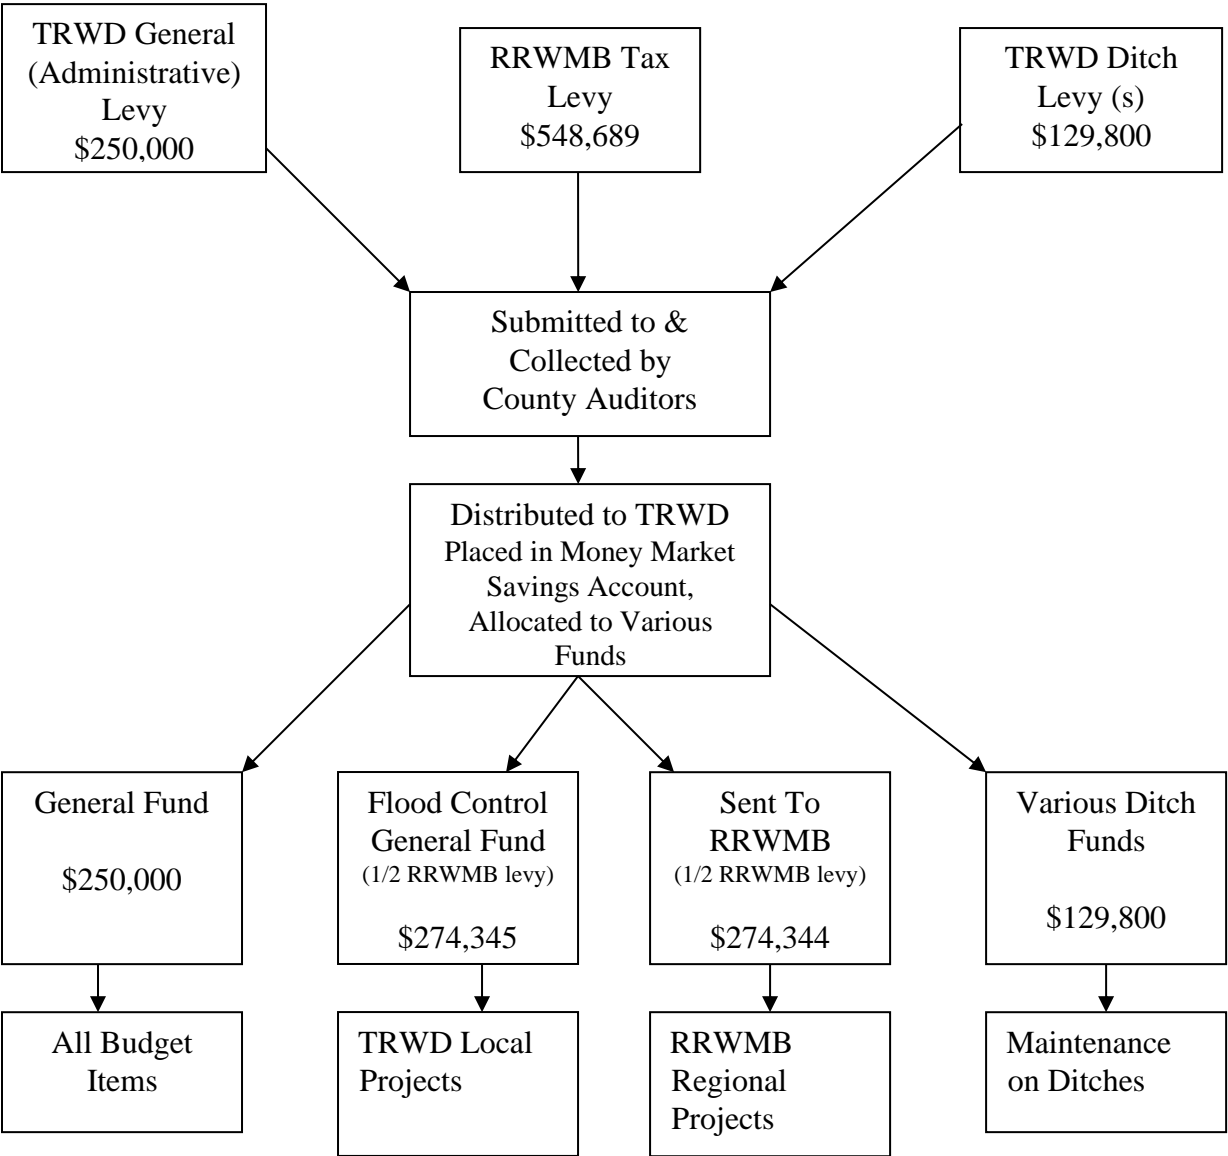 TRWD General
(Administrative)
Levy
$250,000
RRWMB Tax
Levy
$548,689
TRWD Ditch
Levy (s)
$129,800
Submitted to &
Collected by
County Auditors
Distributed to TRWD
Placed in Money Market
Savings Account,
Allocated to Various
Funds
General Fund
$250,000
Flood Control
General Fund
(1/2 RRWMB levy)
$274,345
Sent To
RRWMB
(1/2 RRWMB levy)
$274,344
Various Ditch
Funds
$129,800
All Budget
Items
TRWD Local
Projects
RRWMB
Regional
Projects
Maintenance
on Ditches